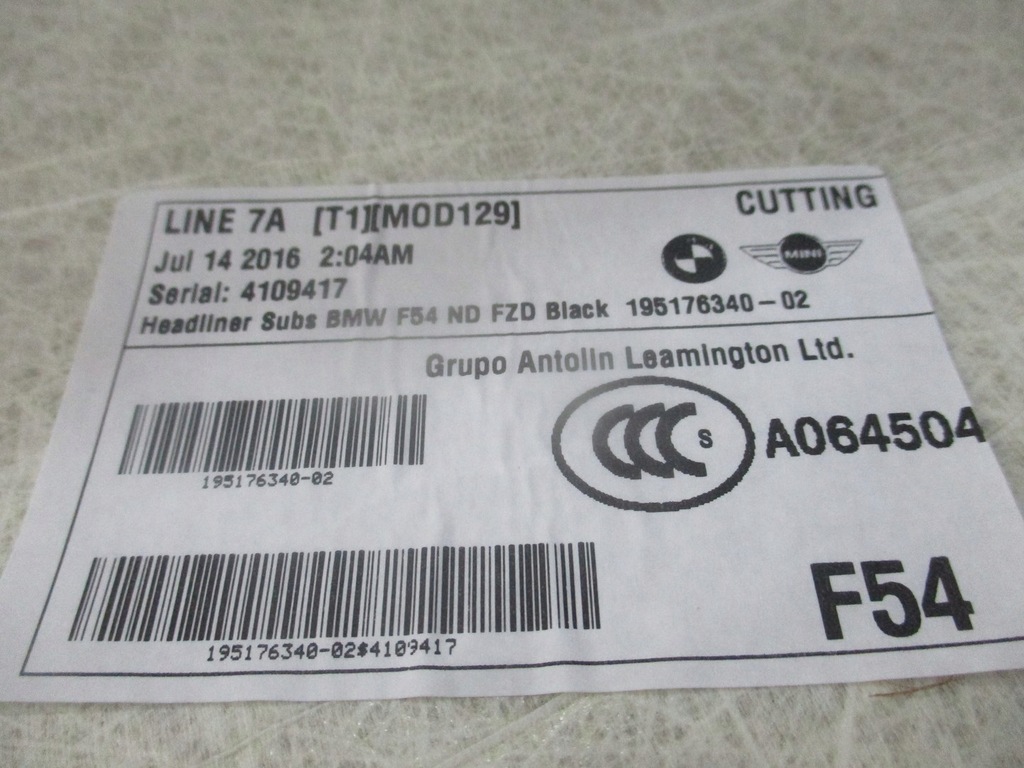 LINE 7A [T1][MOD129]
CUTTING
Jul 14 2016 2:04AM
MINI
Serial: 4109417
Headliner Subs BMW F54 ND FZD Black 195176340-02
Grupo Antolin Leamington Ltd.
CCC S A064504
195176340-02
F54
195176340-02$4109417